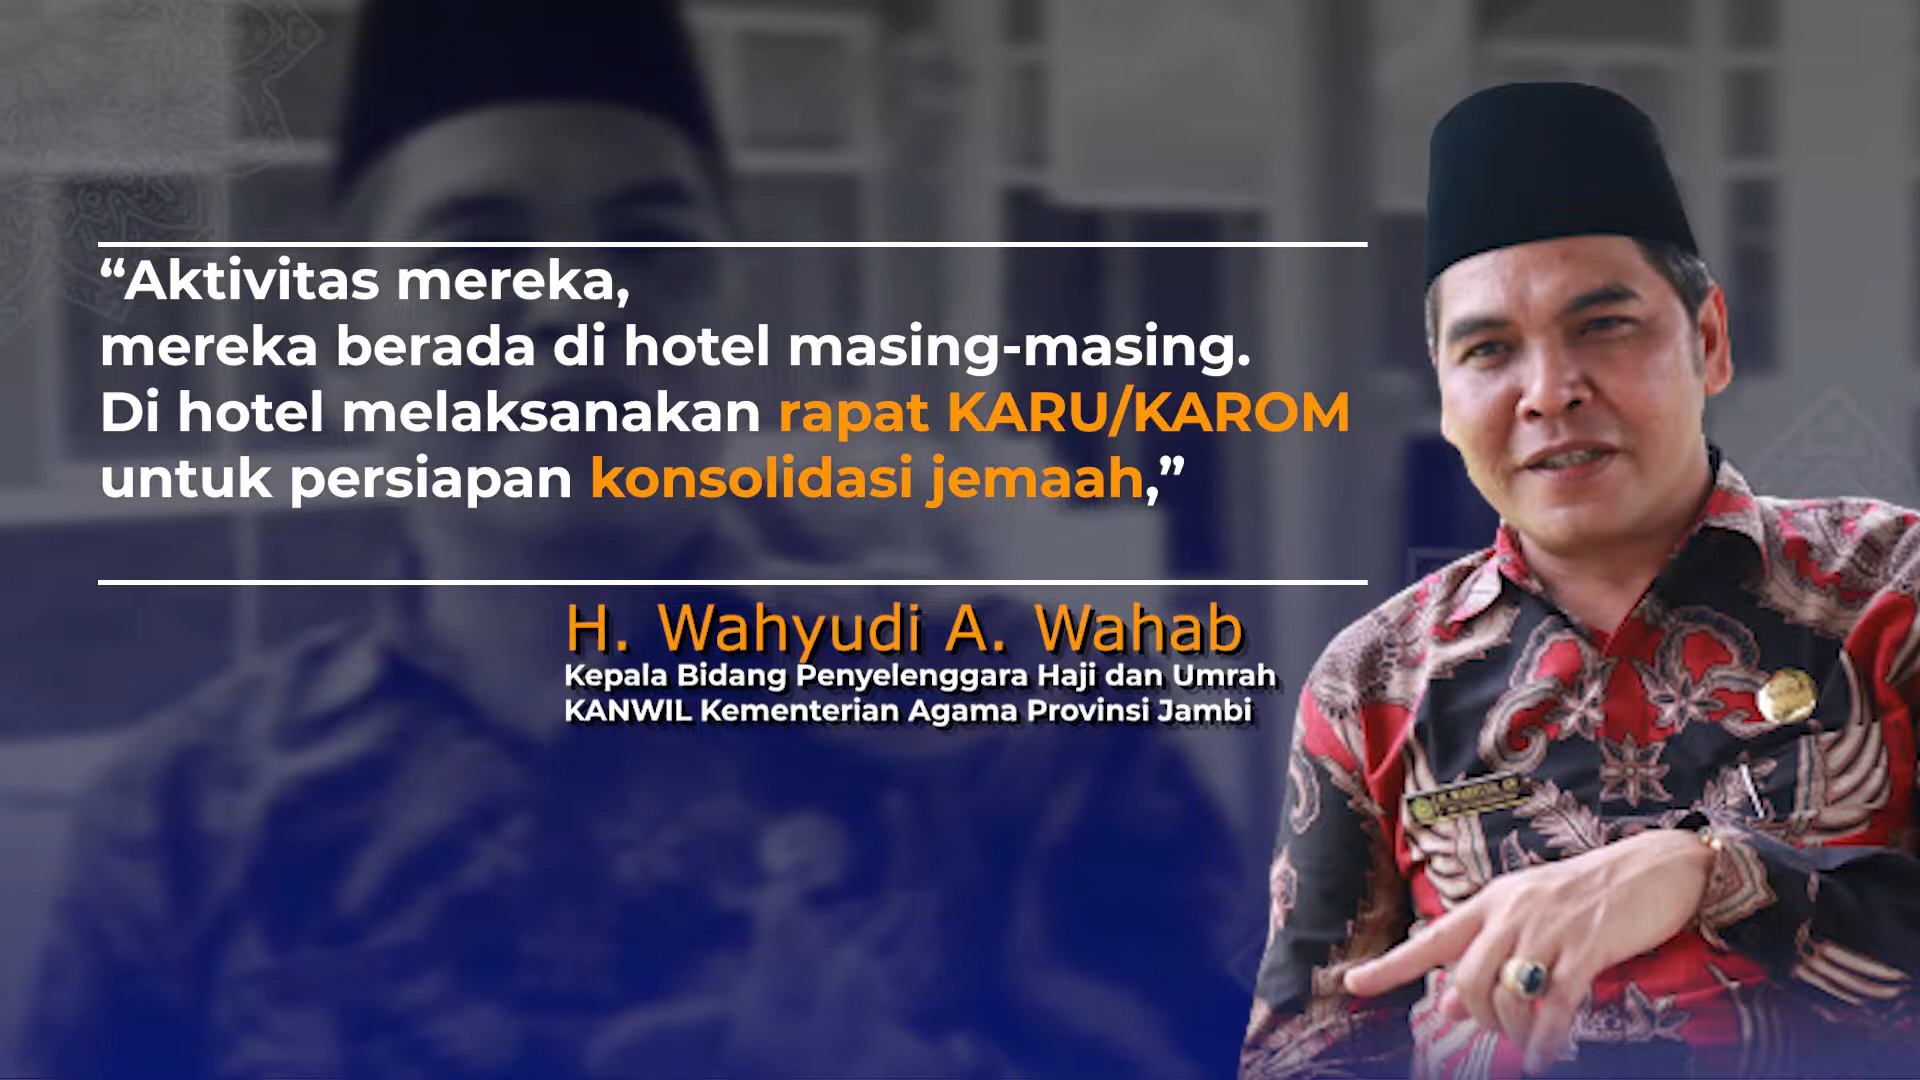 “Aktivitas mereka,
mereka berada di hotel masing-masing.
Di hotel melaksanakan rapat KARU/KAROM
untuk persiapan konsolidasi jemaah,”
H. Wahyudi A. Wahab
Kepala Bidang Penyelenggara Haji dan Umrah
KANWIL Kementerian Agama Provinsi Jambi